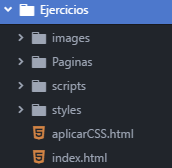 Ejercicios
images
Paginas
scripts
styles
aplicarCSS.html
index.html